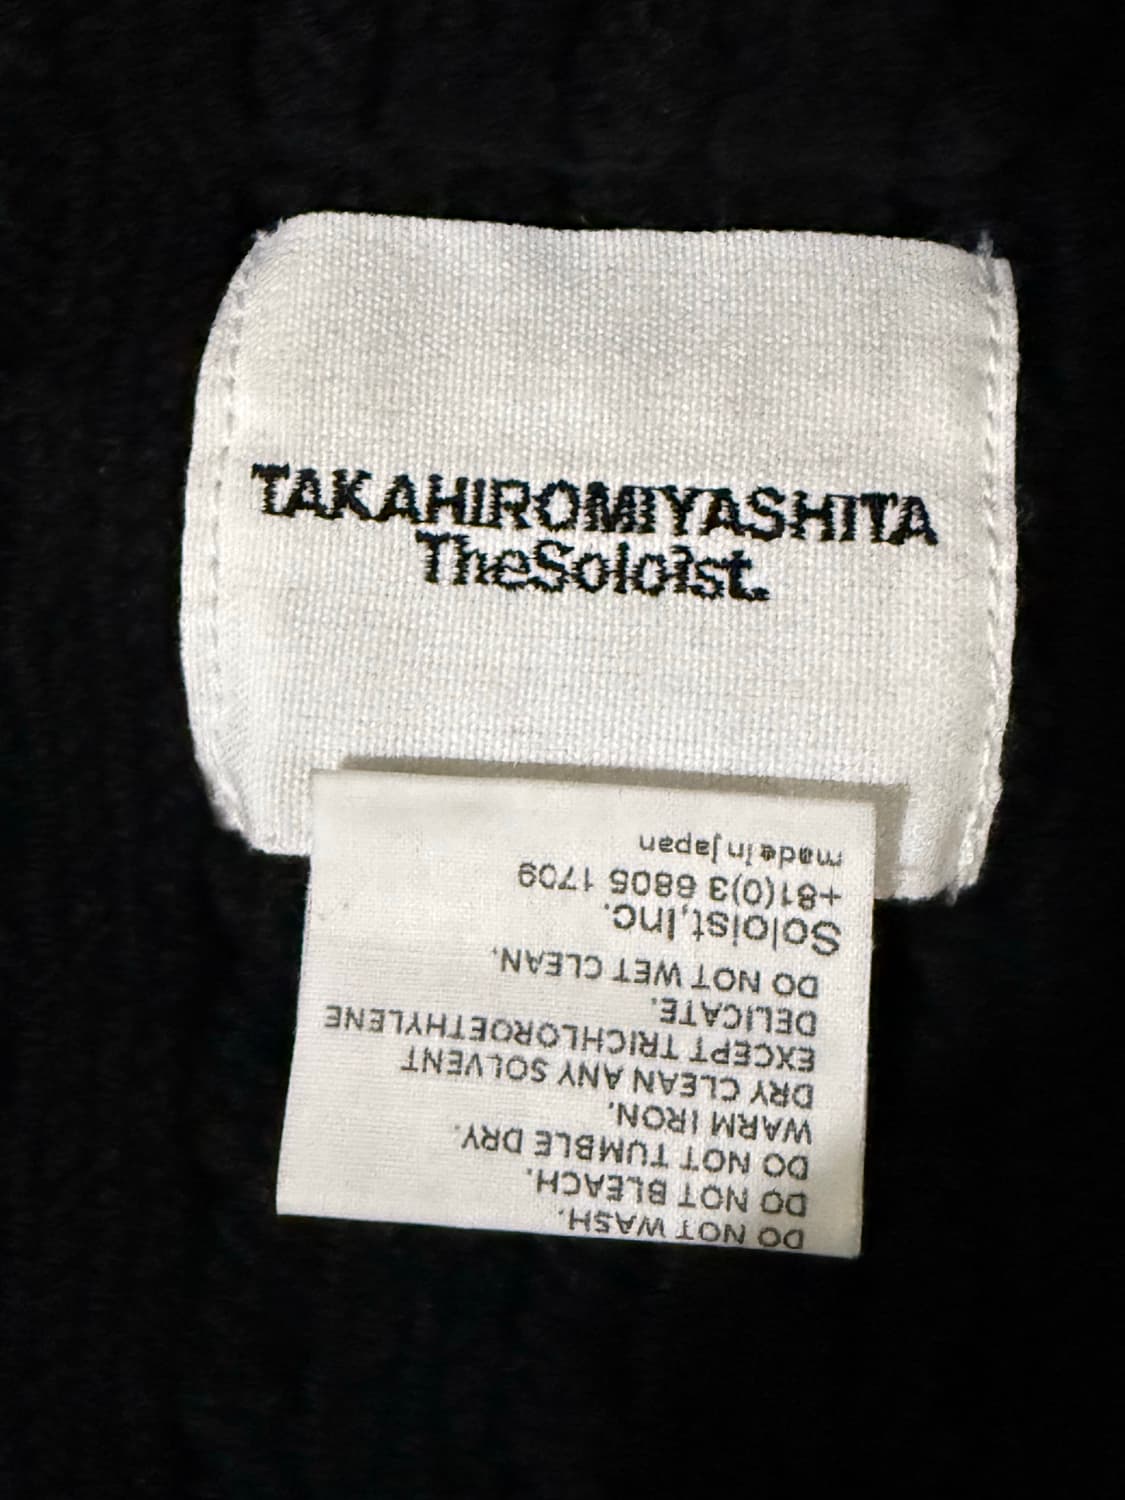 TAKAHIROMIYASHITA
TheSoloist.
DO NOT WASH.
DO NOT BLEACH.
DO NOT TUMBLE DRY.
WARM IRON.
DRY CLEAN ANY SOLVENT
EXCEPT TRICHLOROETHYLENE
DELICATE.
DO NOT WET CLEAN.
Soloist,Inc.
+81(0)3 6805 1709
made in japan